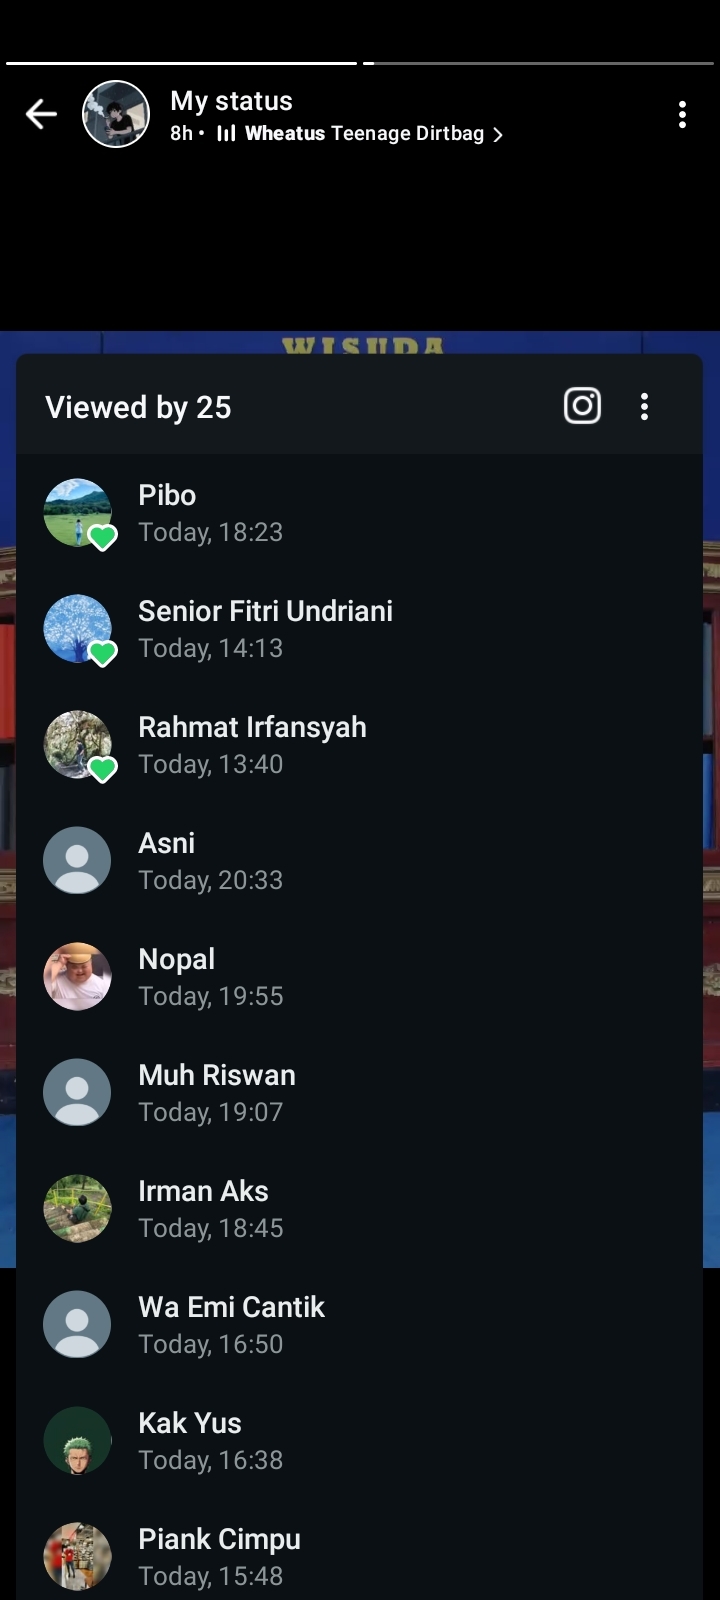 My status
8h • Wheatus Teenage Dirtbag
WISUDA
Viewed by 25
Pibo
Today, 18:23
Senior Fitri Undriani
Today, 14:13
Rahmat Irfansyah
Today, 13:40
Asni
Today, 20:33
Nopal
Today, 19:55
Muh Riswan
Today, 19:07
Irman Aks
Today, 18:45
Wa Emi Cantik
Today, 16:50
Kak Yus
Today, 16:38
Piank Cimpu
Today, 15:48